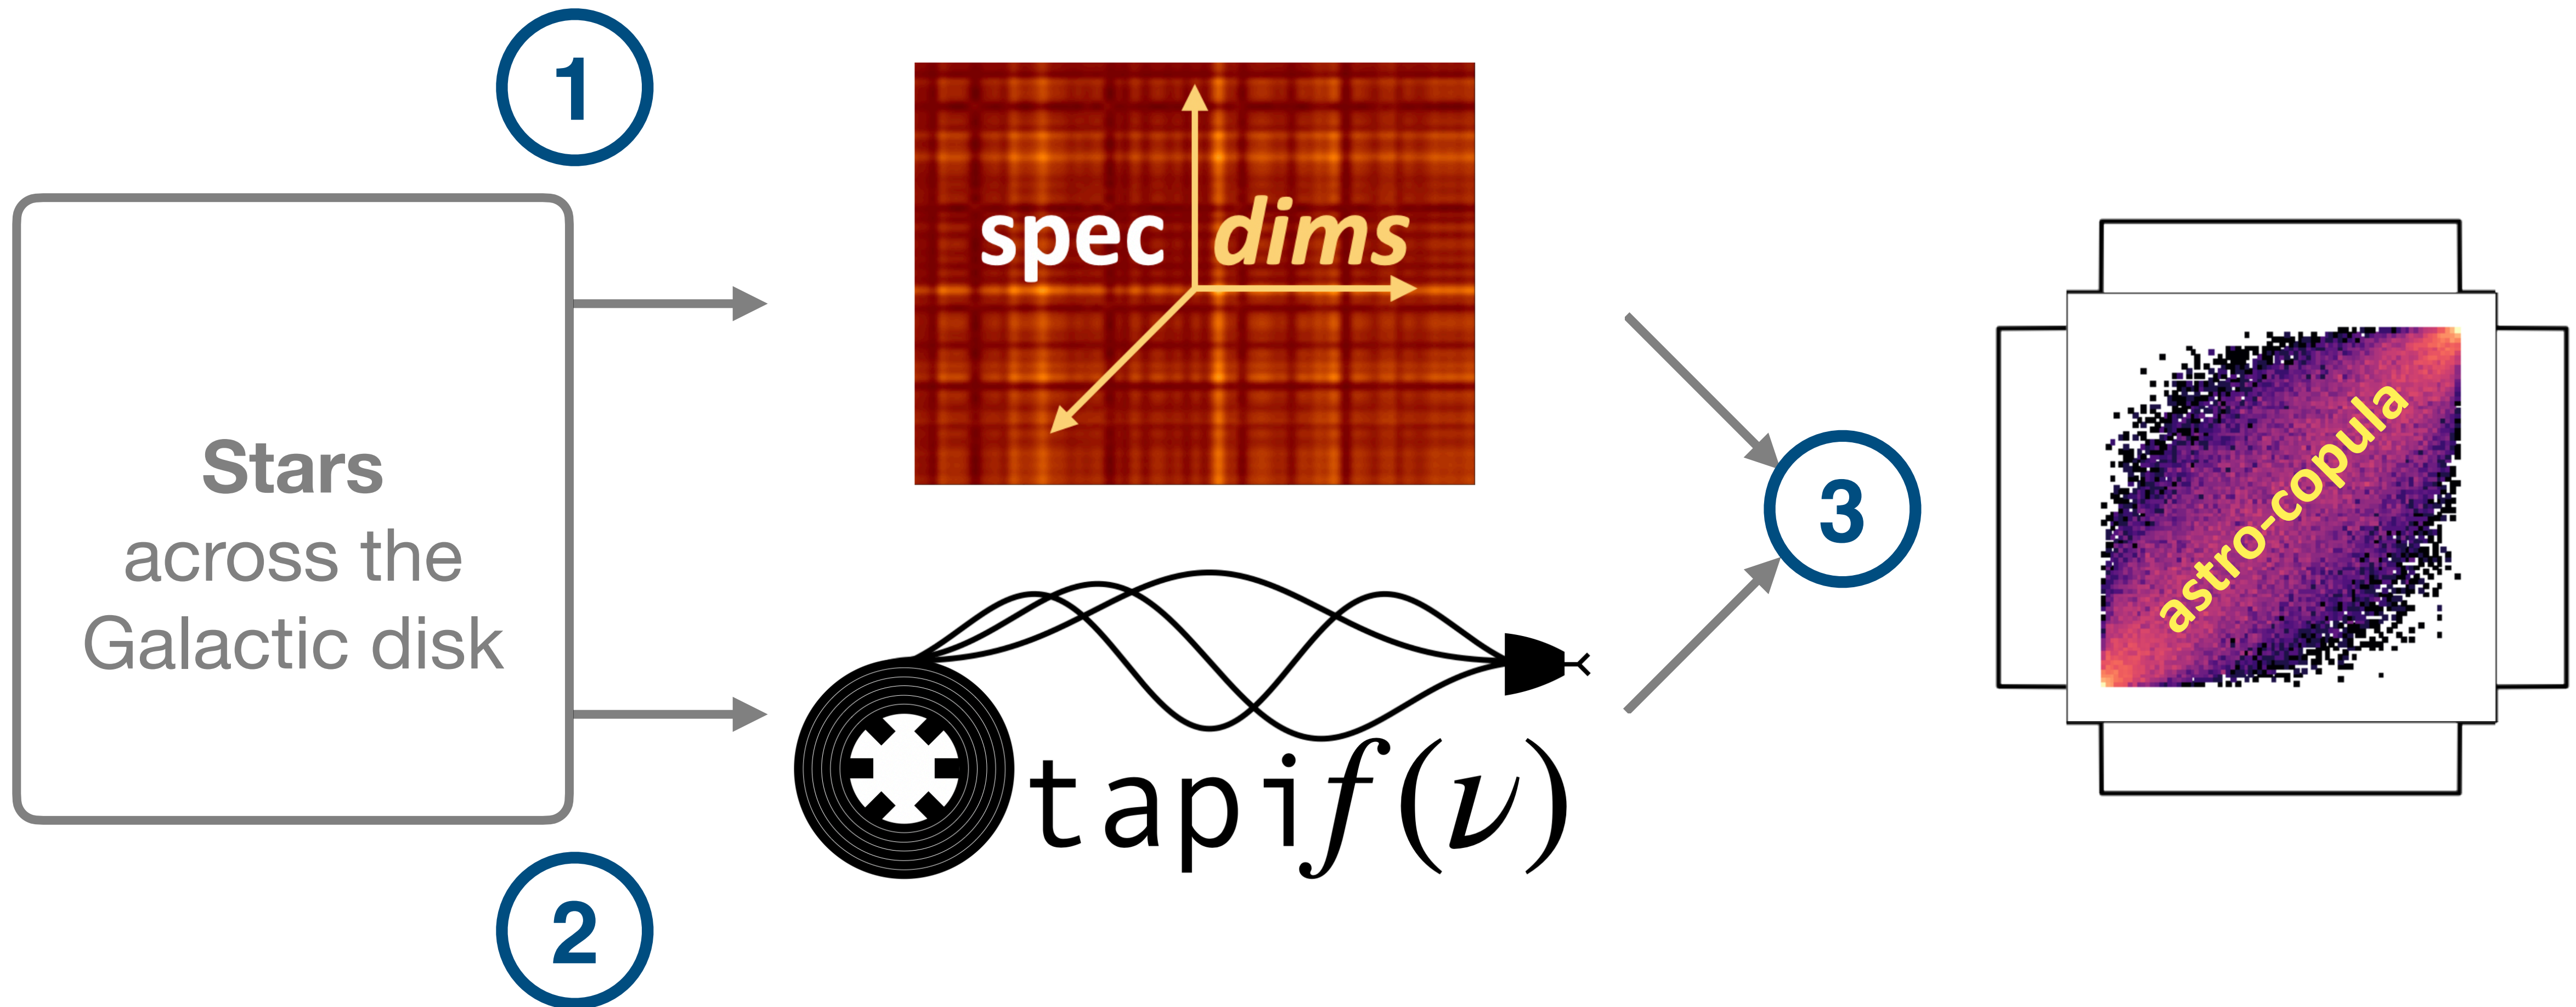 1
spec dims
Stars
across the
Galactic disk
3
astro-copula
tapif(ν)
2